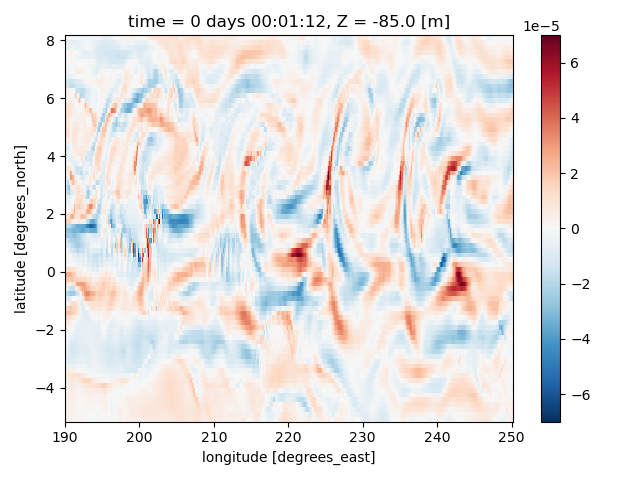 time = 0 days 00:01:12, Z = -85.0 [m]
1e−5
8
6
4
2
0
−2
−4
latitude [degrees_north]
190 200 210 220 230 240 250
longitude [degrees_east]
6
4
2
0
−2
−4
−6